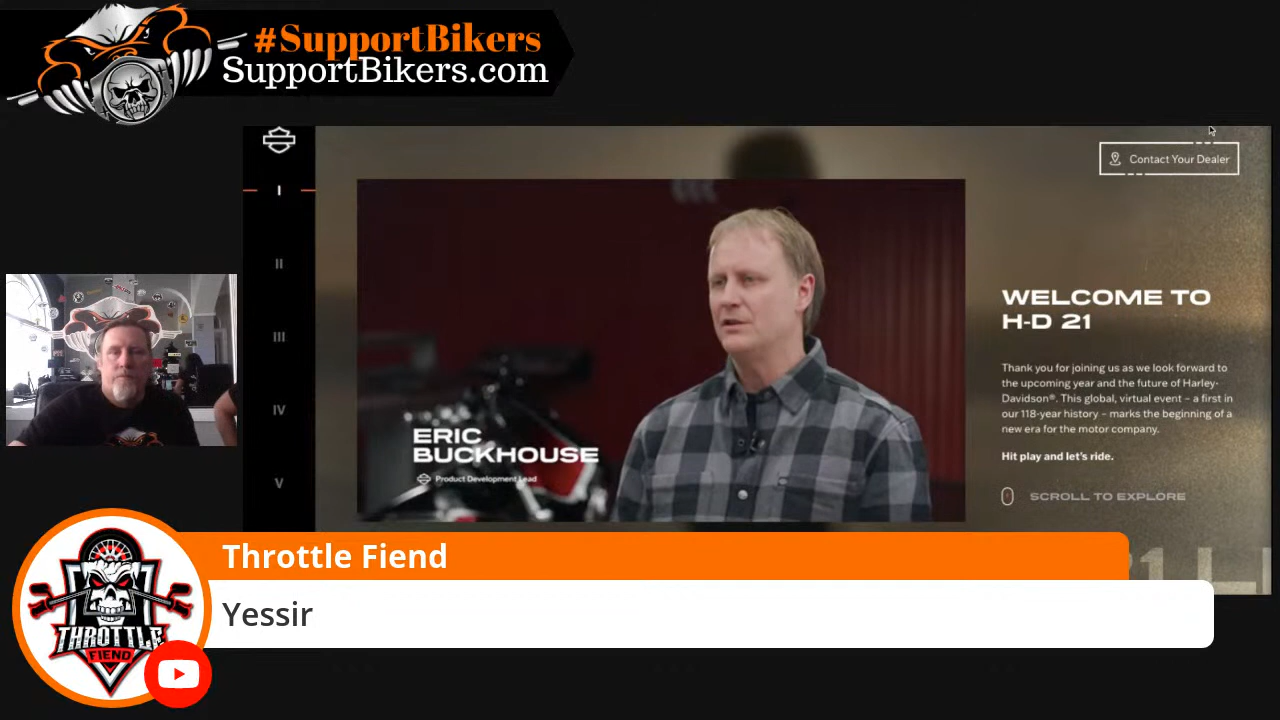 #SupportBikers
SupportBikers.com
Contact Your Dealer
I
II
III
IV
V
ERIC
BUCKHOUSE
Product Development Lead
WELCOME TO
H-D 21
Thank you for joining us as we look forward to
the upcoming year and the future of Harley-
Davidson®. This global, virtual event – a first in
our 118-year history – marks the beginning of a
new era for the motor company.
Hit play and let's ride.
SCROLL TO EXPLORE
Throttle Fiend
Yessir
THROTTLE
FIEND